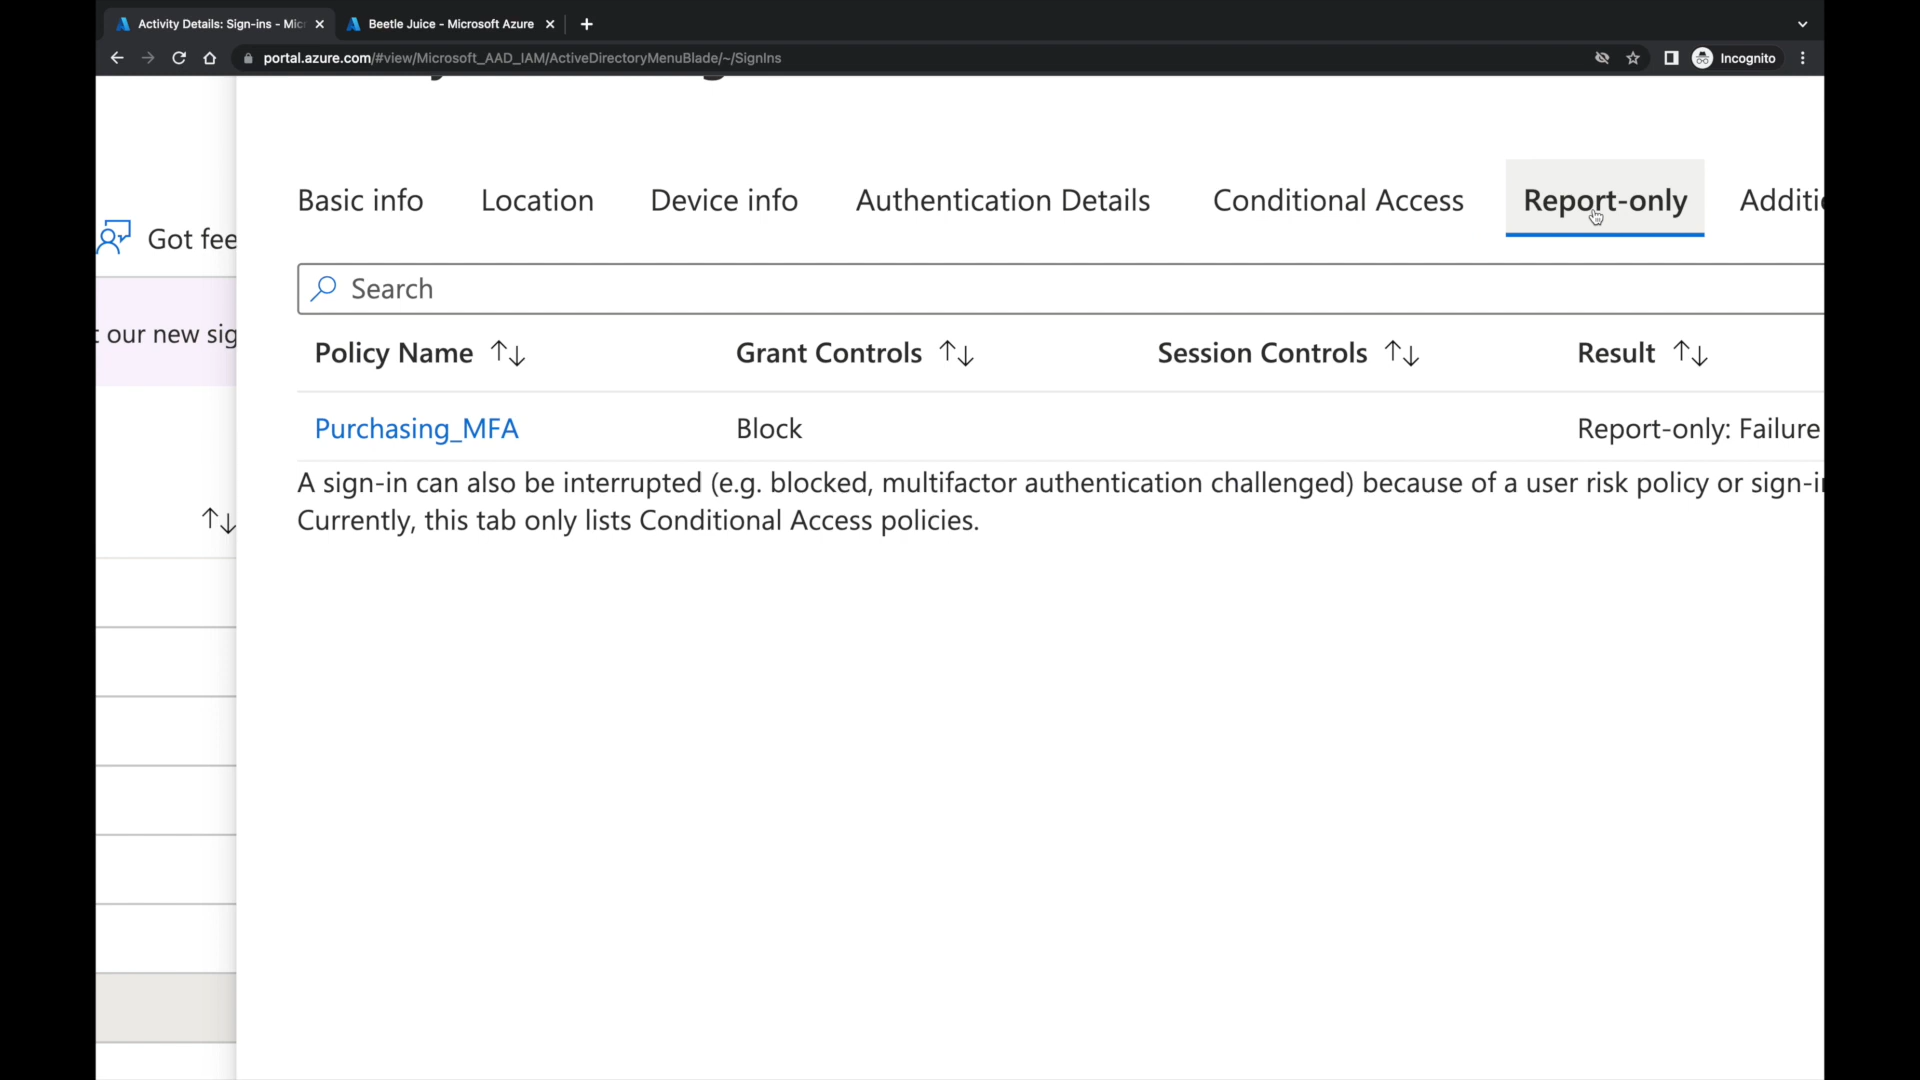 Activity Details: Sign-ins - Mic
Beetle Juice - Microsoft Azure
portal.azure.com/#view/Microsoft_AAD_IAM/ActiveDirectoryMenuBlade/~/SignIns
Incognito
Basic info
Location
Device info
Authentication Details
Conditional Access
Report-only
Additi
Got fee
Search
our new sig
Policy Name
Grant Controls
Session Controls
Result
Purchasing_MFA
Block
Report-only: Failure
A sign-in can also be interrupted (e.g. blocked, multifactor authentication challenged) because of a user risk policy or sign-i
Currently, this tab only lists Conditional Access policies.